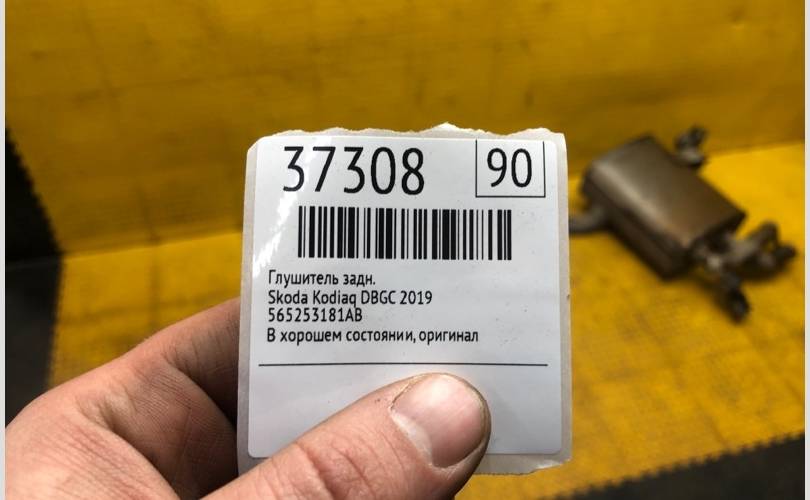 37308 90
Глушитель задн.
Skoda Kodiaq DBGC 2019
565253181AB
В хорошем состоянии, оригинал